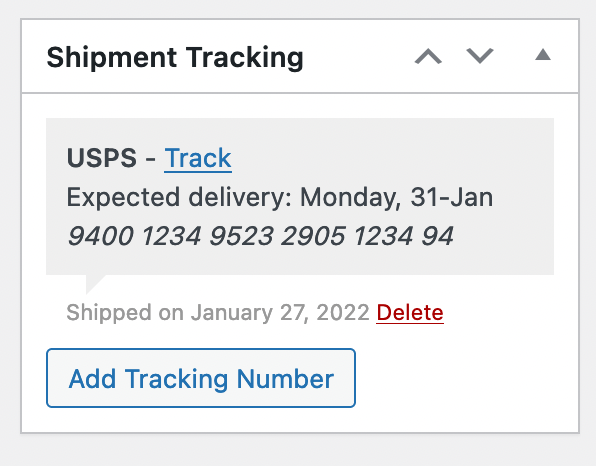 Shipment Tracking
USPS - Track
Expected delivery: Monday, 31-Jan
9400 1234 9523 2905 1234 94
Shipped on January 27, 2022 Delete
Add Tracking Number